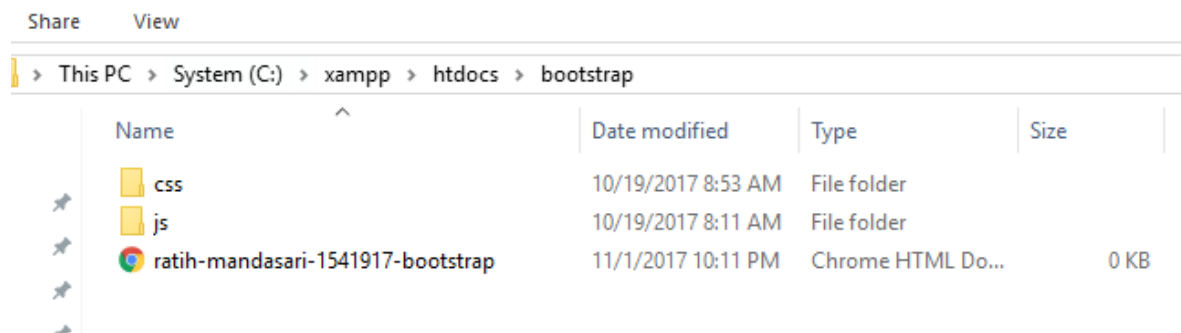 Share View
This PC > System (C:) > xampp > htdocs > bootstrap
Name Date modified Type Size
css 10/19/2017 8:53 AM File folder
js 10/19/2017 8:11 AM File folder
ratih-mandasari-1541917-bootstrap 11/1/2017 10:11 PM Chrome HTML Do... 0 KB